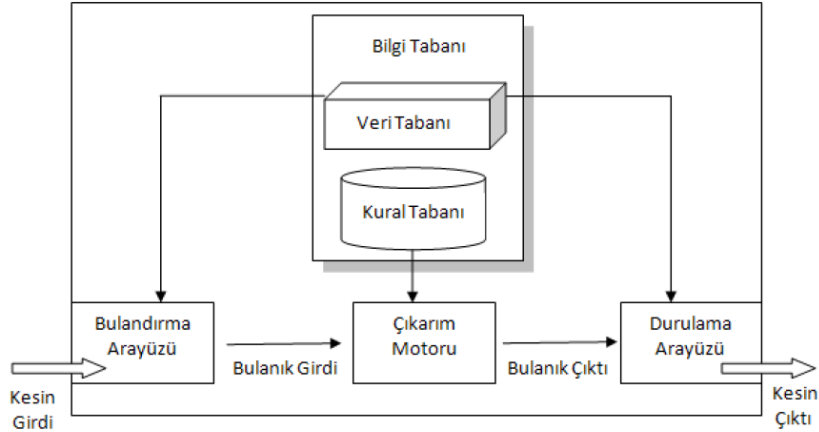 Bilgi Tabanı
Veri Tabanı
Kural Tabanı
Bulandırma
Arayüzü
Bulanık Girdi
Çıkarım
Motoru
Bulanık Çıktı
Durulama
Arayüzü
Kesin
Girdi
Kesin
Çıktı